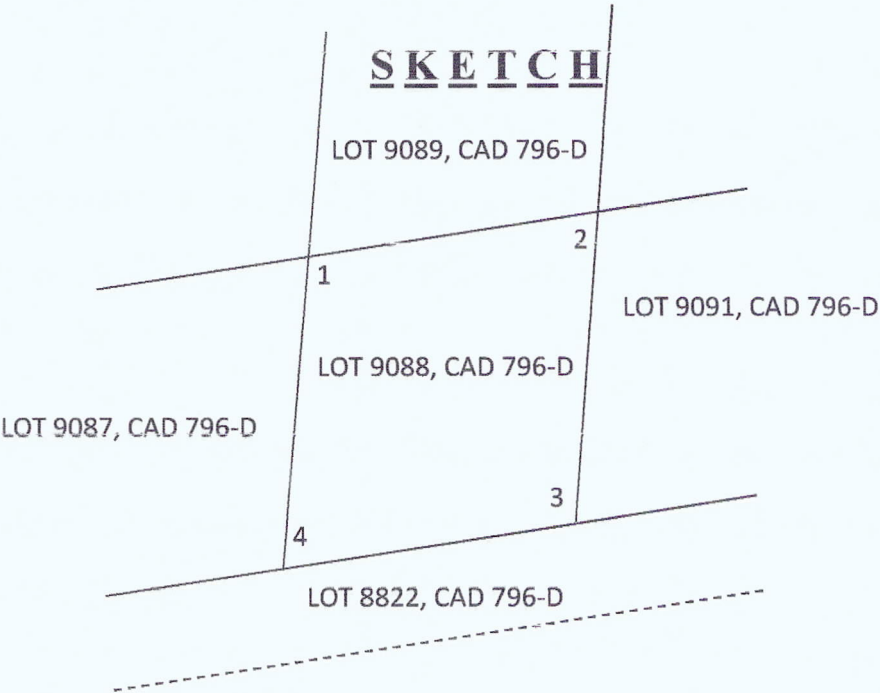 SKETCH
LOT 9089, CAD 796-D
2
1
LOT 9091, CAD 796-D
LOT 9088, CAD 796-D
LOT 9087, CAD 796-D
3
4
LOT 8822, CAD 796-D